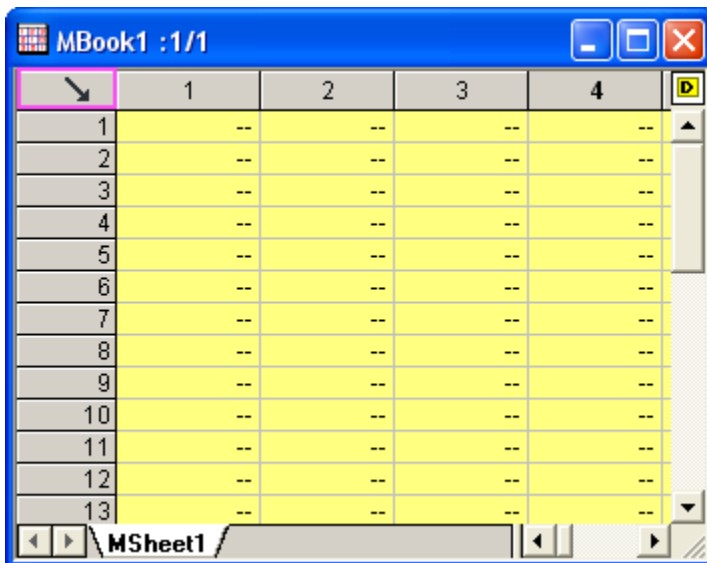 MBook1 :1/1
1 2 3 4 D
1 -- -- -- --
2 -- -- -- --
3 -- -- -- --
4 -- -- -- --
5 -- -- -- --
6 -- -- -- --
7 -- -- -- --
8 -- -- -- --
9 -- -- -- --
10 -- -- -- --
11 -- -- -- --
12 -- -- -- --
13 -- -- -- --
MSheet1